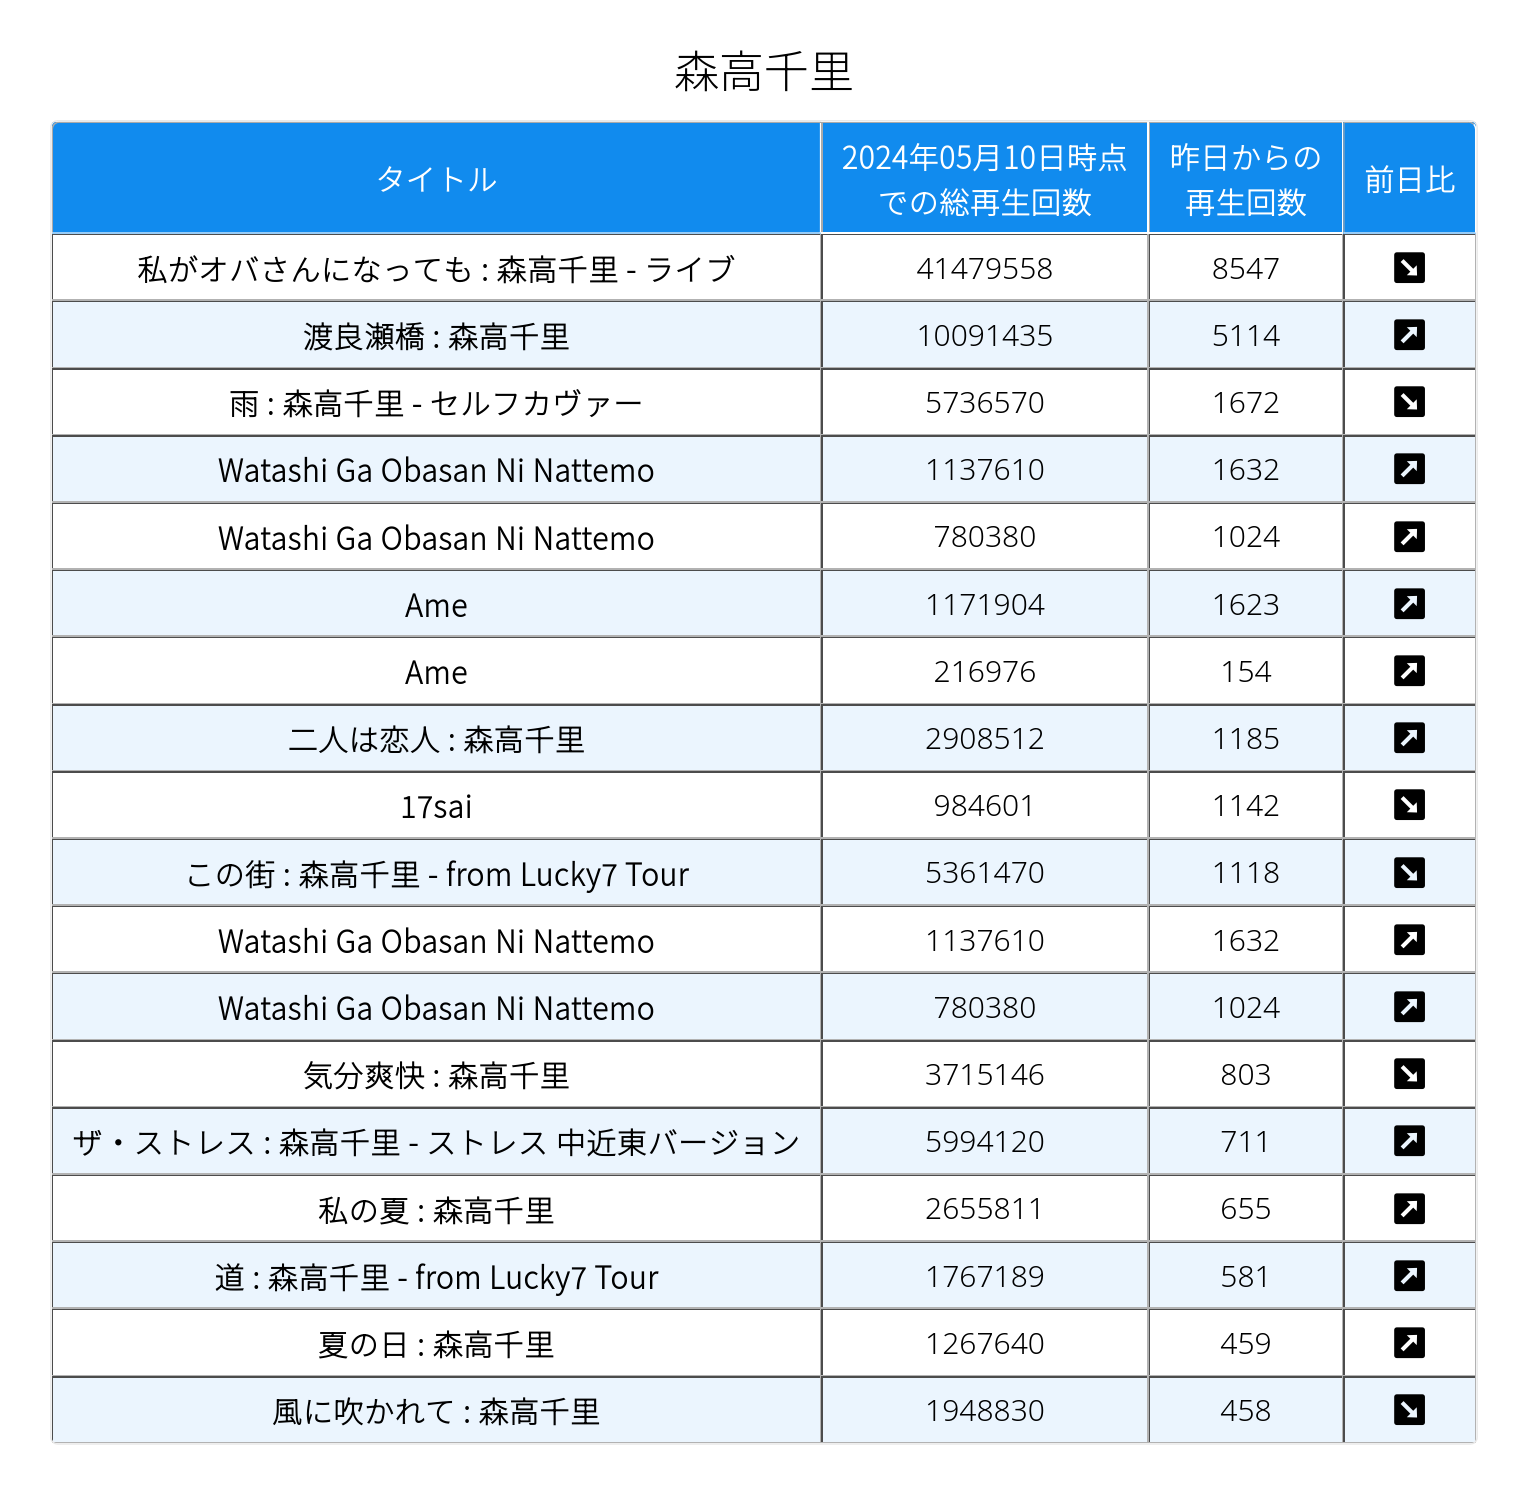 森高千里
タイトル 2024年05月10日時点での総再生回数 昨日からの再生回数 前日比
私がオバさんになっても : 森高千里 - ライブ 41479558 8547 ↘
渡良瀬橋 : 森高千里 10091435 5114 ↗
雨 : 森高千里 - セルフカヴァー 5736570 1672 ↘
Watashi Ga Obasan Ni Nattemo 1137610 1632 ↗
Watashi Ga Obasan Ni Nattemo 780380 1024 ↗
Ame 1171904 1623 ↗
Ame 216976 154 ↗
二人は恋人 : 森高千里 2908512 1185 ↗
17sai 984601 1142 ↘
この街 : 森高千里 - from Lucky7 Tour 5361470 1118 ↘
Watashi Ga Obasan Ni Nattemo 1137610 1632 ↗
Watashi Ga Obasan Ni Nattemo 780380 1024 ↗
気分爽快 : 森高千里 3715146 803 ↘
ザ・ストレス : 森高千里 - ストレス 中近東バージョン 5994120 711 ↗
私の夏 : 森高千里 2655811 655 ↗
道 : 森高千里 - from Lucky7 Tour 1767189 581 ↗
夏の日 : 森高千里 1267640 459 ↗
風に吹かれて : 森高千里 1948830 458 ↘